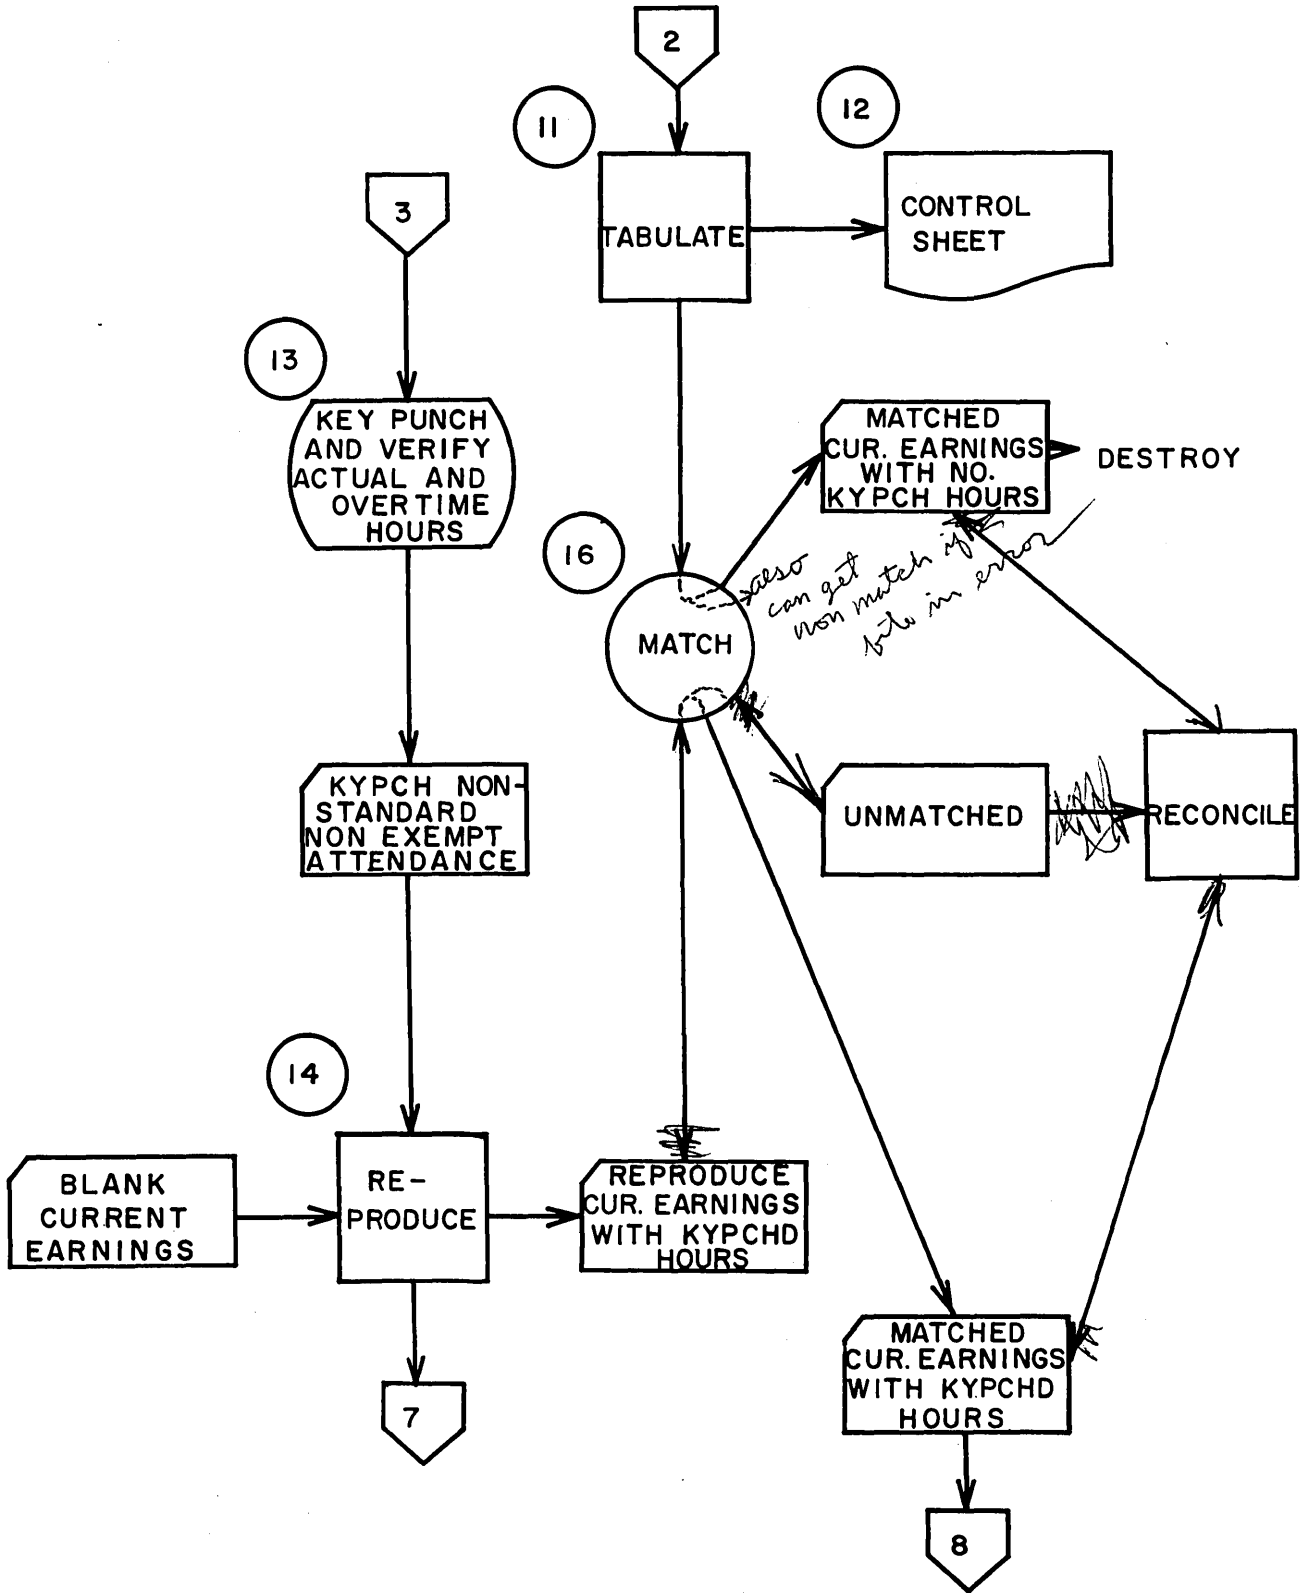 2
11
12
TABULATE
CONTROL
SHEET
3
13
KEY PUNCH
AND VERIFY
ACTUAL AND
OVERTIME
HOURS
MATCHED
CUR. EARNINGS
WITH NO.
KYPCH HOURS
DESTROY
16
MATCH
also
can get
non match if
in error
KYPCH NON-
STANDARD
NON EXEMPT
ATTENDANCE
UNMATCHED
RECONCILE
14
BLANK
CURRENT
EARNINGS
RE-
PRODUCE
REPRODUCE
CUR. EARNINGS
WITH KYPCHD
HOURS
7
MATCHED
CUR. EARNINGS
WITH KYPCHD
HOURS
8